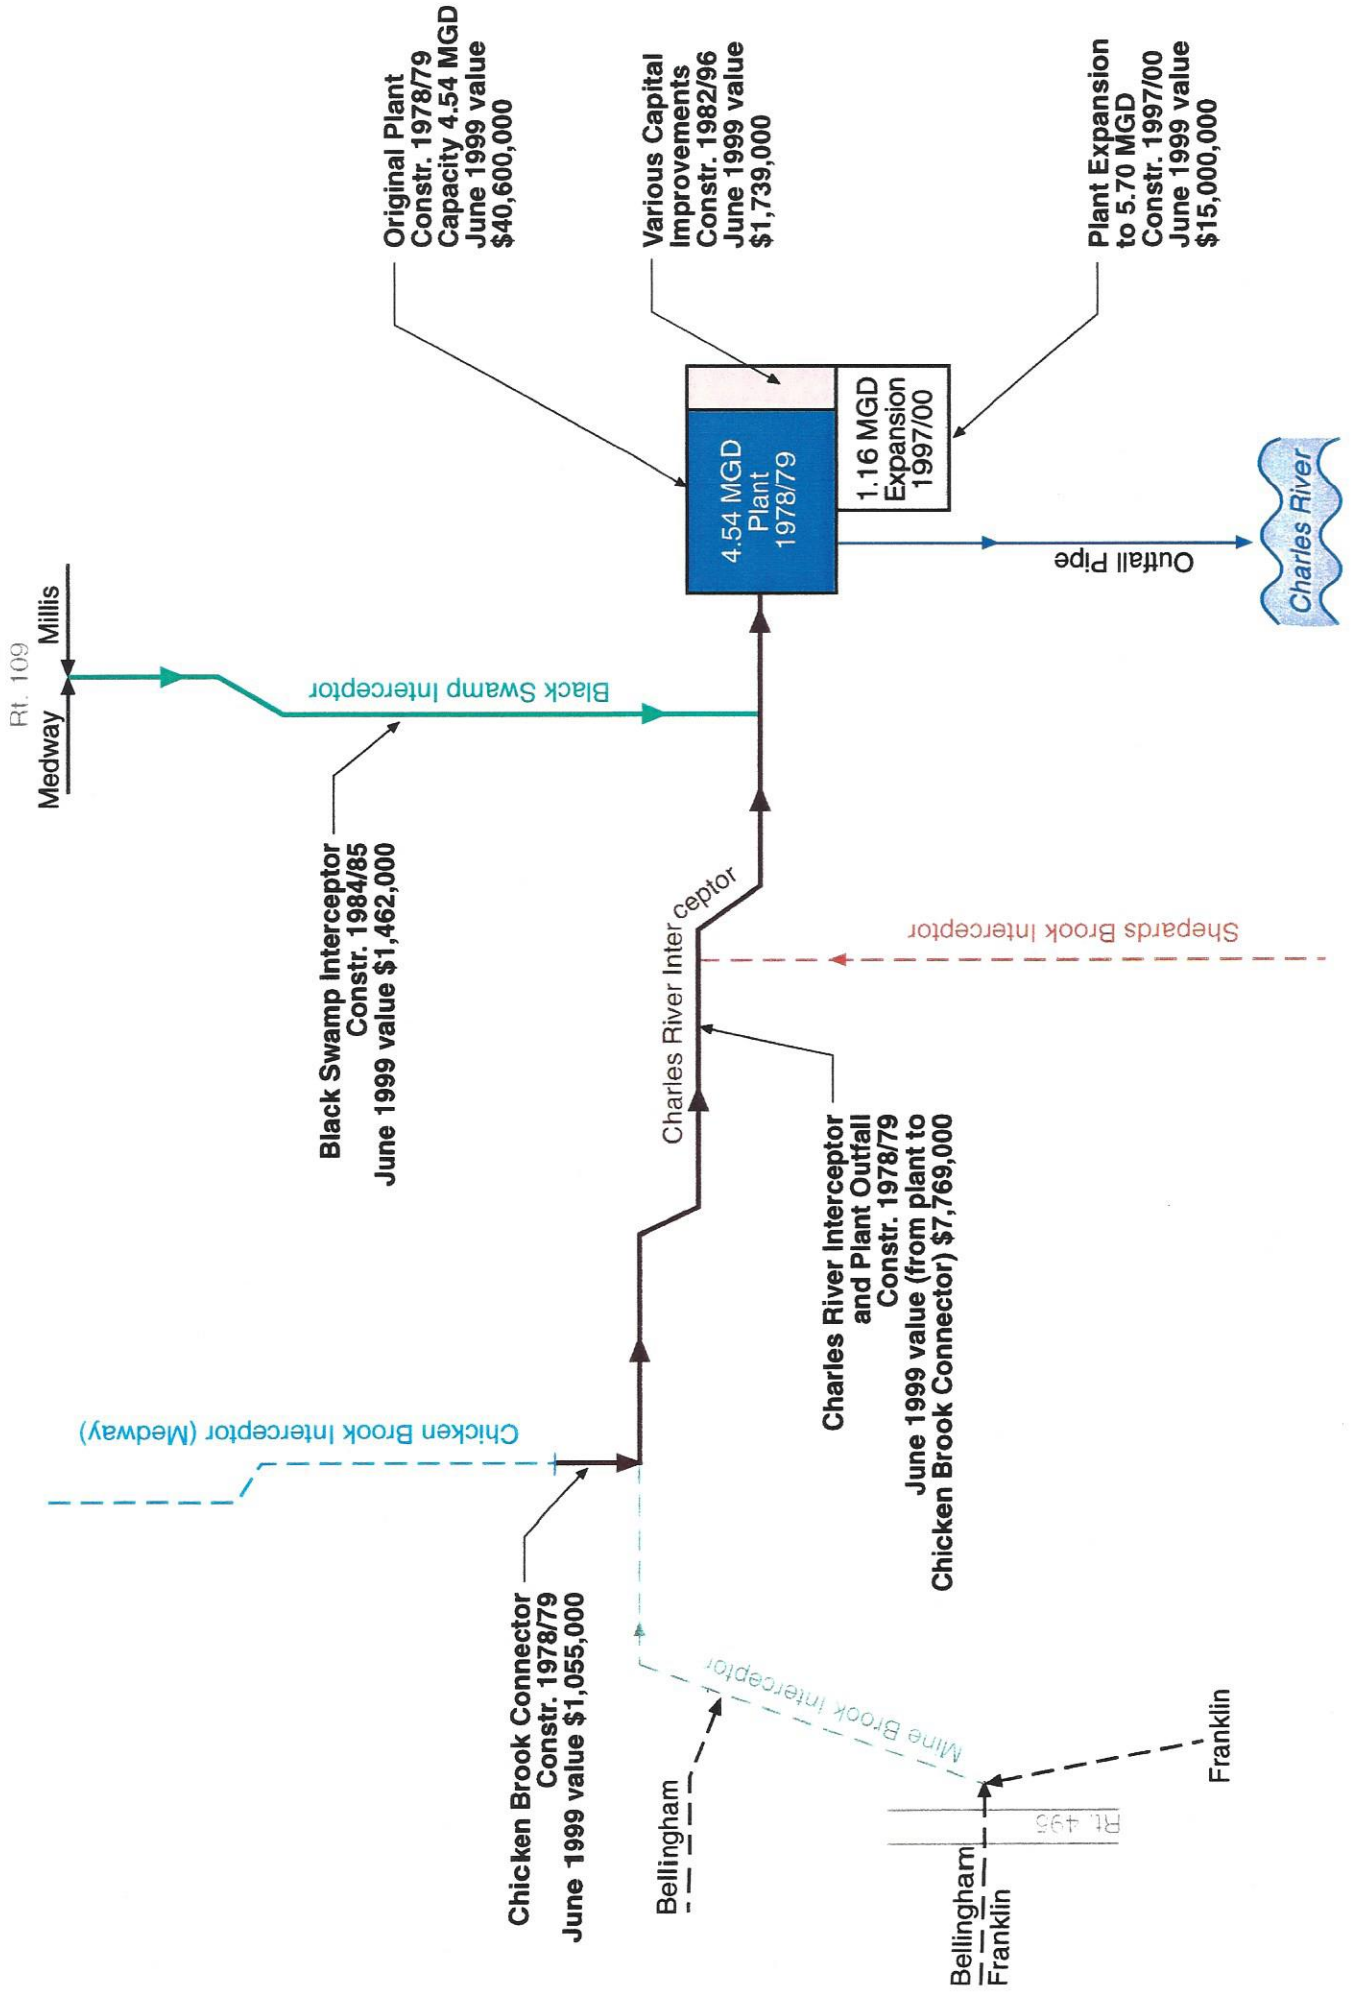 Rt. 109
Medway
Millis
Original Plant
Constr. 1978/79
Capacity 4.54 MGD
June 1999 value
$40,600,000
Black Swamp Interceptor
Constr. 1984/85
June 1999 value $1,462,000
Black Swamp Interceptor
Various Capital
Improvements
Constr. 1982/96
June 1999 value
$1,739,000
Chicken Brook Interceptor (Medway)
Chicken Brook Connector
Constr. 1978/79
June 1999 value $1,055,000
Charles River Interceptor
4.54 MGD
Plant
1978/79
1.16 MGD
Expansion
1997/00
Plant Expansion
to 5.70 MGD
Constr. 1997/00
June 1999 value
$15,000,000
Charles River Interceptor
and Plant Outfall
Constr. 1978/79
June 1999 value (from plant to
Chicken Brook Connector) $7,769,000
Shepards Brook Interceptor
Outfall Pipe
Charles River
Mine Brook Interceptor
Bellingham
Bellingham
Franklin
Rt. 495
Franklin